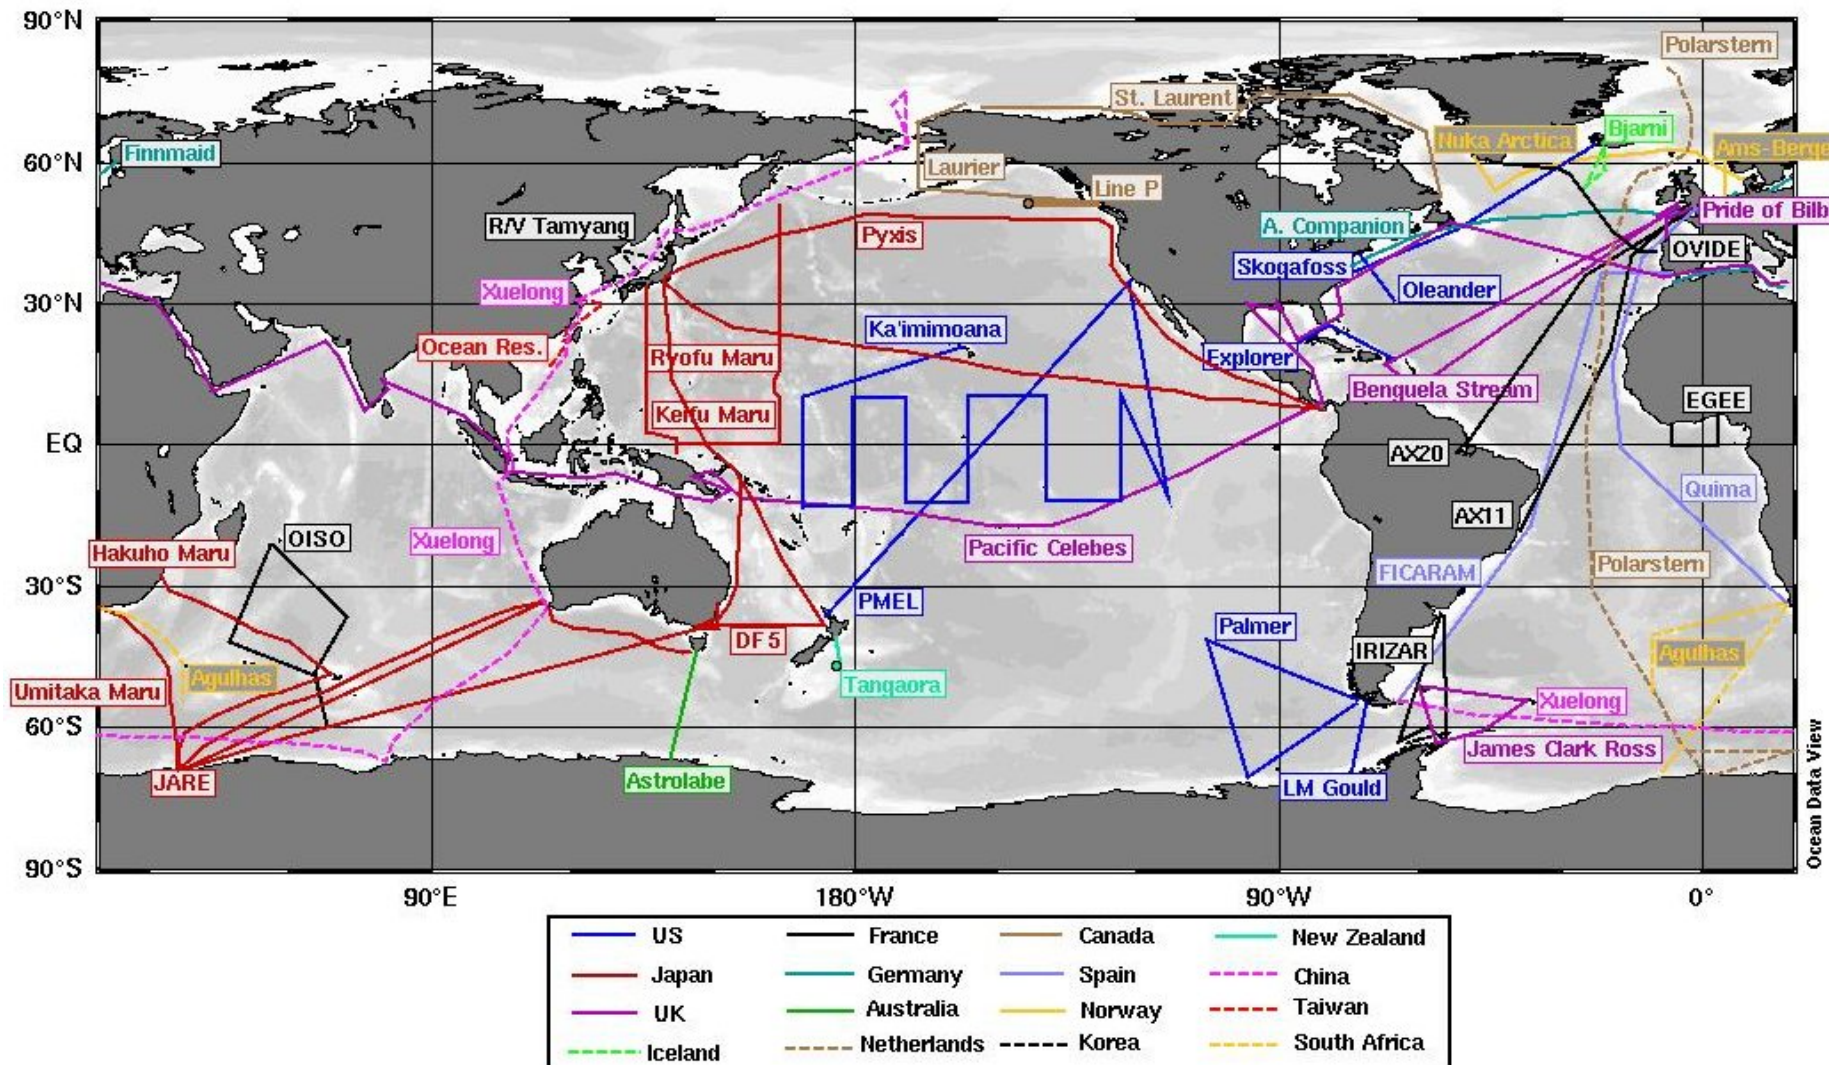 90°N
Polarstern
St. Laurent
Nuka Arctica
Bjarni
Finnmaid
60°N
Ams-Berge
Laurier
Line P
R/V Tamyang
Pyxis
A. Companion
Pride of Bilb
OVIDE
Skogafoss
Xuelong
30°N
Oleander
Ka'imimoana
Ocean Res.
Ryofu Maru
Explorer
Benguela Stream
Keifu Maru
EGEE
EQ
AX20
Quima
AX11
Hakuho Maru
OISO
Xuelong
Pacific Celebes
FICARAM
Polarstern
30°S
PMEL
Palmer
DF 5
IRIZAR
Agulhas
Agulhas
Umitaka Maru
Tangaora
Xuelong
60°S
James Clark Ross
JARE
Astrolabe
LM Gould
Ocean Data View
90°S
90°E
180°W
90°W
0°
US
France
Canada
New Zealand
Japan
Germany
Spain
China
UK
Australia
Norway
Taiwan
Iceland
Netherlands
Korea
South Africa